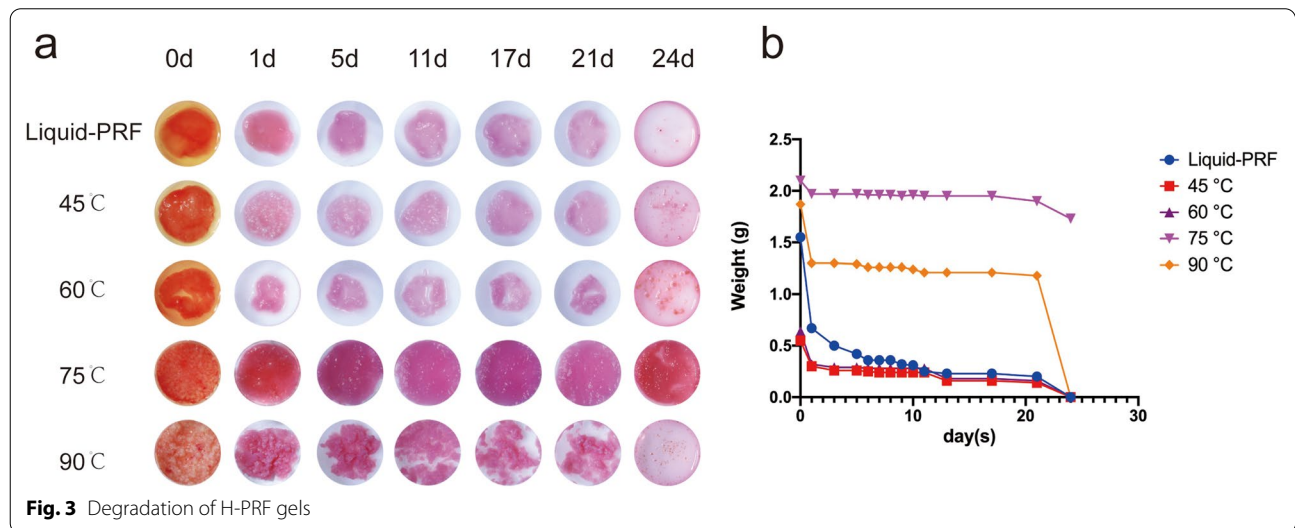 a
0d 1d 5d 11d 17d 21d 24d
Liquid-PRF
45℃
60℃
75℃
90℃
b
2.5
2.0
1.5
1.0
0.5
0.0
Weight (g)
0 10 20 30
day(s)
Liquid-PRF
45 °C
60 °C
75 °C
90 °C
Fig. 3 Degradation of H-PRF gels